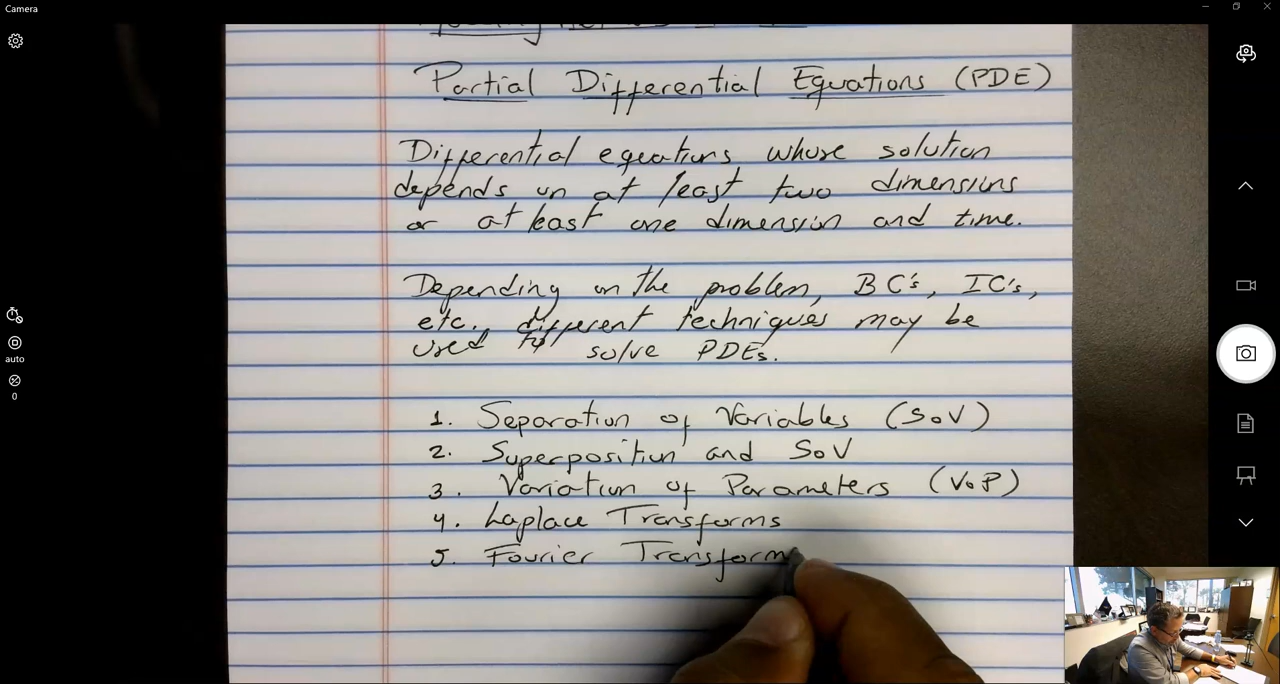 Camera
Partial Differential Equations (PDE)
Differential equations whose solution
depends on at least two dimensions
or at least one dimension and time.
Depending on the problem, BC's, IC's,
etc., different techniques may be
used to solve PDEs.
1. Separation of Variables (SoV)
2. Superposition and SoV
3. Variation of Parameters (VoP)
4. Laplace Transforms
5. Fourier Transforms
auto
0